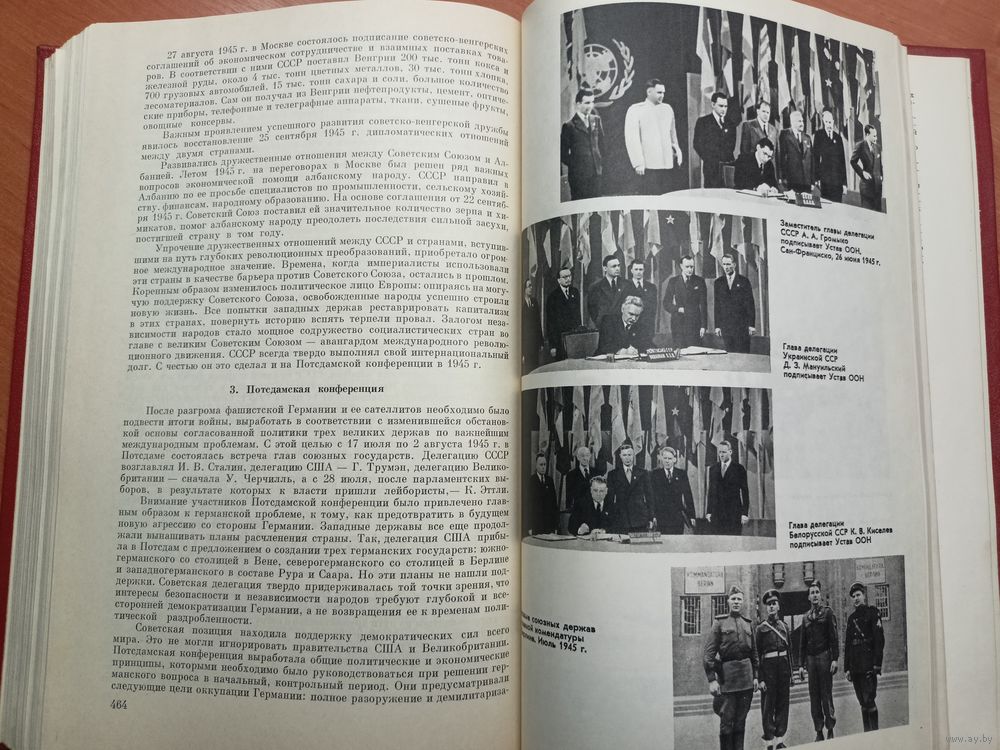 27 августа 1945 г. в Москве состоялось подписание советско-венгерских
соглашений об экономическом сотрудничестве и взаимных поставках това-
ров. В соответствии с ними СССР поставил Венгрии 200 тыс. тонн кокса и
железной руды, около 4 тыс. тонн цветных металлов, 30 тыс. тонн хлопка,
700 грузовых автомобилей, 15 тыс. тонн сахара и соли, большое количество
лесоматериалов. Сам он получал из Венгрии нефтепродукты, цемент, оптиче-
ские приборы, телефонные и телеграфные аппараты, ткани, сушеные фрукты,
овощные консервы.
Важным проявлением успешного развития советско-венгерской дружбы
явилось восстановление 25 сентября 1945 г. дипломатических отношений
между двумя странами.
Развивались дружественные отношения между Советским Союзом и Ал-
банией. Летом 1945 г. на переговорах в Москве был решен ряд важных
вопросов экономической помощи албанскому народу. СССР направил в
Албанию по ее просьбе специалистов по промышленности, сельскому хозяй-
ству, финансам, народному образованию. На основе соглашения от 22 сентяб-
ря 1945 г. Советский Союз поставил ей значительное количество зерна и хи-
микатов, помог албанскому народу преодолеть последствия сильной засухи,
постигшей страну в том году.
Упрочение дружественных отношений между СССР и странами, вступив-
шими на путь глубоких революционных преобразований, приобретало огром-
ное международное значение. Времена, когда империалисты использовали
эти страны в качестве барьера против Советского Союза, остались в прошлом.
Коренным образом изменилось политическое лицо Европы: опираясь на могу-
чую поддержку Советского Союза, освобожденные народы успешно строили
новую жизнь. Все попытки западных держав реставрировать капитализм
в этих странах, повернуть историю вспять терпели провал. Залогом неза-
висимости народов стало мощное содружество социалистических стран во
главе с великим Советским Союзом — авангардом международного револю-
ционного движения. СССР всегда твердо выполнял свой интернациональный
долг. С честью он это сделал и на Потсдамской конференции в 1945 г.
3. Потсдамская конференция
После разгрома фашистской Германии и ее сателлитов необходимо было
подвести итоги войны, выработать в соответствии с изменившейся обстанов-
кой основы согласованной политики трех великих держав по важнейшим
международным проблемам. С этой целью с 17 июля по 2 августа 1945 г. в
Потсдаме состоялась встреча глав союзных государств. Делегацию СССР
возглавлял И. В. Сталин, делегацию США — Г. Трумэн, делегацию Велико-
британии — сначала У. Черчилль, а с 28 июля, после парламентских вы-
боров, в результате которых к власти пришли лейбористы,— К. Эттли.
Внимание участников Потсдамской конференции было привлечено глав-
ным образом к германской проблеме, к тому, как предотвратить в будущем
новую агрессию со стороны Германии. Западные державы все еще продол-
жали вынашивать планы расчленения страны. Так, делегация США прибы-
ла в Потсдам с предложением о создании трех германских государств: южно-
германского со столицей в Вене, северогерманского со столицей в Берлине
и западногерманского в составе Рура и Саара. Но эти планы не нашли под-
держки. Советская делегация твердо придерживалась той точки зрения, что
интересы безопасности и независимости народов требуют глубокой и все-
сторонней демократизации Германии, а не возвращения ее к временам поли-
тической раздробленности.
Советская позиция находила поддержку демократических сил всего
мира. Это не могли игнорировать правительства США и Великобритании.
Потсдамская конференция выработала общие политические и экономические
принципы, которыми необходимо было руководствоваться при решении гер-
манского вопроса в начальный, контрольный период. Они предусматривали
следующие цели оккупации Германии: полное разоружение и демилитариза-
464
Заместитель главы делегации
СССР А. А. Громыко
подписывает Устав ООН.
Сан-Франциско, 26 июня 1945 г.
Глава делегации
Украинской ССР
Д. З. Мануильский
подписывает Устав ООН
Глава делегации
Белорусской ССР К. В. Киселев
подписывает Устав ООН
союзных держав
комендатуры
Июль 1945 г.
KOMMANDATURA
BERLIN
www.ay.by